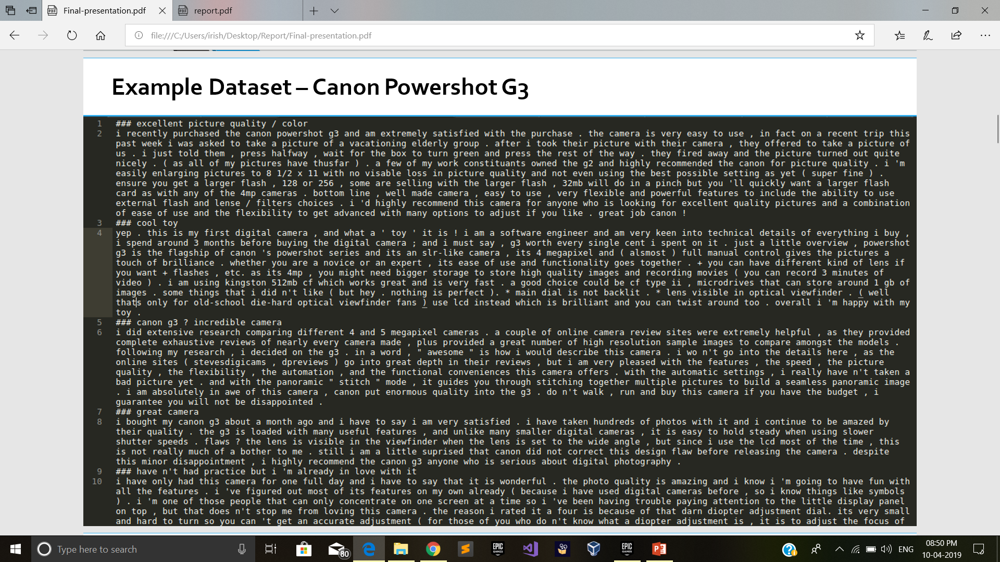 Final-presentation.pdf
report.pdf
file:///C:/Users/irish/Desktop/Report/Final-presentation.pdf
Example Dataset – Canon Powershot G3
1 ### excellent picture quality / color
2 i recently purchased the canon powershot g3 and am extremely satisfied with the purchase . the camera is very easy to use , in fact on a recent trip this
past week i was asked to take a picture of a vacationing elderly group . after i took their picture with their camera , they offered to take a picture of
us . i just told them , press halfway , wait for the box to turn green and press the rest of the way . they fired away and the picture turned out quite
nicely . ( as all of my pictures have thusfar ) . a few of my work constituants owned the g2 and highly recommended the canon for picture quality . i 'm
easily enlarging pictures to 8 1/2 x 11 with no visable loss in picture quality and not even using the best possible setting as yet ( super fine ) .
ensure you get a larger flash , 128 or 256 , some are selling with the larger flash , 32mb will do in a pinch but you 'll quickly want a larger flash
card as with any of the 4mp cameras . bottom line , well made camera , easy to use , very flexible and powerful features to include the ability to use
external flash and lense / filters choices . i 'd highly recommend this camera for anyone who is looking for excellent quality pictures and a combination
of ease of use and the flexibility to get advanced with many options to adjust if you like . great job canon !
3 ### cool toy
4 yep . this is my first digital camera , and what a ' toy ' it is ! i am a software engineer and am very keen into technical details of everything i buy ,
i spend around 3 months before buying the digital camera ; and i must say , g3 worth every single cent i spent on it . just a little overview , powershot
g3 is the flagship of canon 's powershot series and its an slr-like camera , its 4 megapixel and ( alsmost ) full manual control gives the pictures a
touch of brilliance . whether you are a novice or an expert , its ease of use and functionality goes together . + you can have different kind of lens if
you want + flashes , etc. as its 4mp , you might need bigger storage to store high quality images and recording movies ( you can record 3 minutes of
video ) . i am using kingston 512mb cf which works great and is very fast . a good choice could be cf type ii , microdrives that can store around 1 gb of
images . some things that i did n't like ( but hey . nothing is perfect ). * main dial is not backlit . * lens visible in optical viewfinder . ( well
thats only for old-school die-hard optical viewfinder fans ) use lcd instead which is brilliant and you can twist around too . overall i 'm happy with my
toy .
5 ### canon g3 ? incredible camera
6 i did extensive research comparing different 4 and 5 megapixel cameras . a couple of online camera review sites were extremely helpful , as they provided
complete exhaustive reviews of nearly every camera made , plus provided a great number of high resolution sample images to compare amongst the models .
following my research , i decided on the g3 . in a word , " awesome " is how i would describe this camera . i wo n't go into the details here , as the
online sites ( stevesdigicams , dpreviews ) go into great depth in their reviews , but i am very pleased with the features , the speed , the picture
quality , the flexibility , the automation , and the functional conveniences this camera offers . with the automatic settings , i really have n't taken a
bad picture yet . and with the panoramic " stitch " mode , it guides you through stitching together multiple pictures to build a seamless panoramic image
. i am absolutely in awe of this camera , canon put enormous quality into the g3 . do n't walk , run and buy this camera if you have the budget , i
guarantee you will not be disappointed .
7 ### great camera
8 i bought my canon g3 about a month ago and i have to say i am very satisfied . i have taken hundreds of photos with it and i continue to be amazed by
their quality . the g3 is loaded with many useful features , and unlike many smaller digital cameras , it is easy to hold steady when using slower
shutter speeds . flaws ? the lens is visible in the viewfinder when the lens is set to the wide angle , but since i use the lcd most of the time , this
is not really much of a bother to me . still i am a little suprised that canon did not correct this design flaw before releasing the camera . despite
this minor disappointment , i highly recommend the canon g3 anyone who is serious about digital photography .
9 ### have n't had practice but i 'm already in love with it
10 i have only had this camera for one full day and i have to say that it is wonderful . the photo quality is amazing and i know i 'm going to have fun with
all the features . i 've figured out most of its features on my own already ( because i have used digital cameras before , so i know things like symbols
) . i 'm one of those people that can only concentrate on one screen at a time so i 've been having trouble paying attention to the little display panel
on top , but that does n't stop me from loving this camera . the reason i rated it a four is because of that darn diopter adjustment dial. its very small
and hard to turn so you can 't get an accurate adjustment ( for those of you who do n't know what a diopter adjustment is , it is to adjust the focus of
Type here to search
80
EPIC GAMES
EPIC GAMES
ENG
08:50 PM
10-04-2019